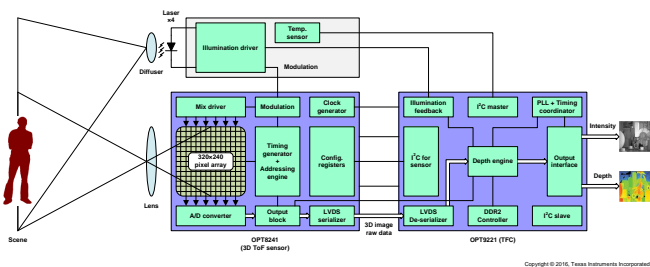 Laser
x4
Illumination driver
Temp.
sensor
Modulation
Diffuser
Mix driver
Modulation
Clock
generator
Illumination
feedback
I²C master
PLL + Timing
coordinator
Intensity
320x240
pixel array
Timing
generator
+
Addressing
engine
Config.
registers
I²C for
sensor
Depth engine
Output
interface
Depth
Lens
A/D converter
Output
block
LVDS
serializer
3D image
raw data
LVDS
De-serializer
DDR2
Controller
I²C slave
Scene
OPT8241
(3D ToF sensor)
OPT9221 (TFC)
Copyright © 2016, Texas Instruments Incorporated